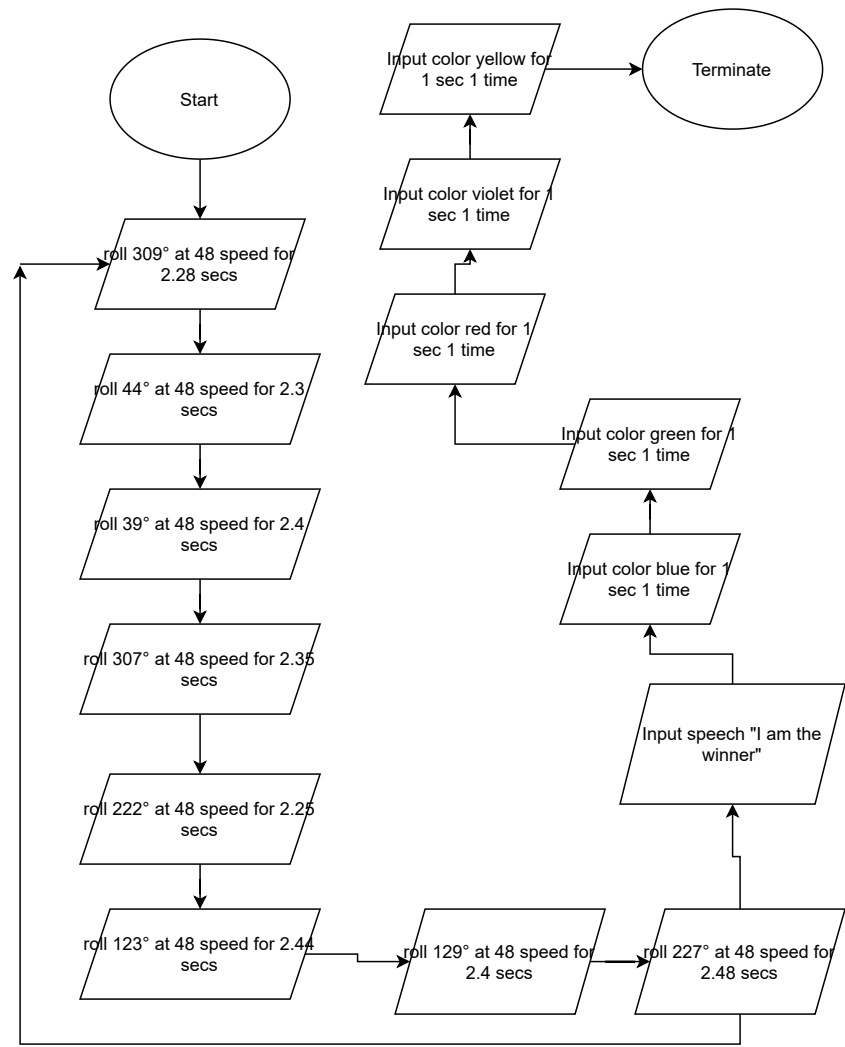 Start
roll 309° at 48 speed for
2.28 secs
roll 44° at 48 speed for 2.3
secs
roll 39° at 48 speed for 2.4
secs
roll 307° at 48 speed for 2.35
secs
roll 222° at 48 speed for 2.25
secs
roll 123° at 48 speed for 2.44
secs
roll 129° at 48 speed for
2.4 secs
roll 227° at 48 speed for
2.48 secs
Input speech "I am the
winner"
Input color blue for 1
sec 1 time
Input color green for 1
sec 1 time
Input color red for 1
sec 1 time
Input color violet for 1
sec 1 time
Input color yellow for
1 sec 1 time
Terminate